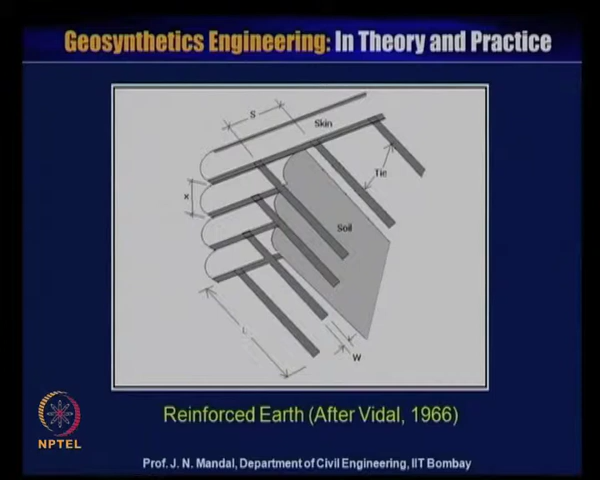 Geosynthetics Engineering: In Theory and Practice
S
Skin
Tie
x
Soil
L
W
Reinforced Earth (After Vidal, 1966)
NPTEL
Prof. J. N. Mandal, Department of Civil Engineering, IIT Bombay